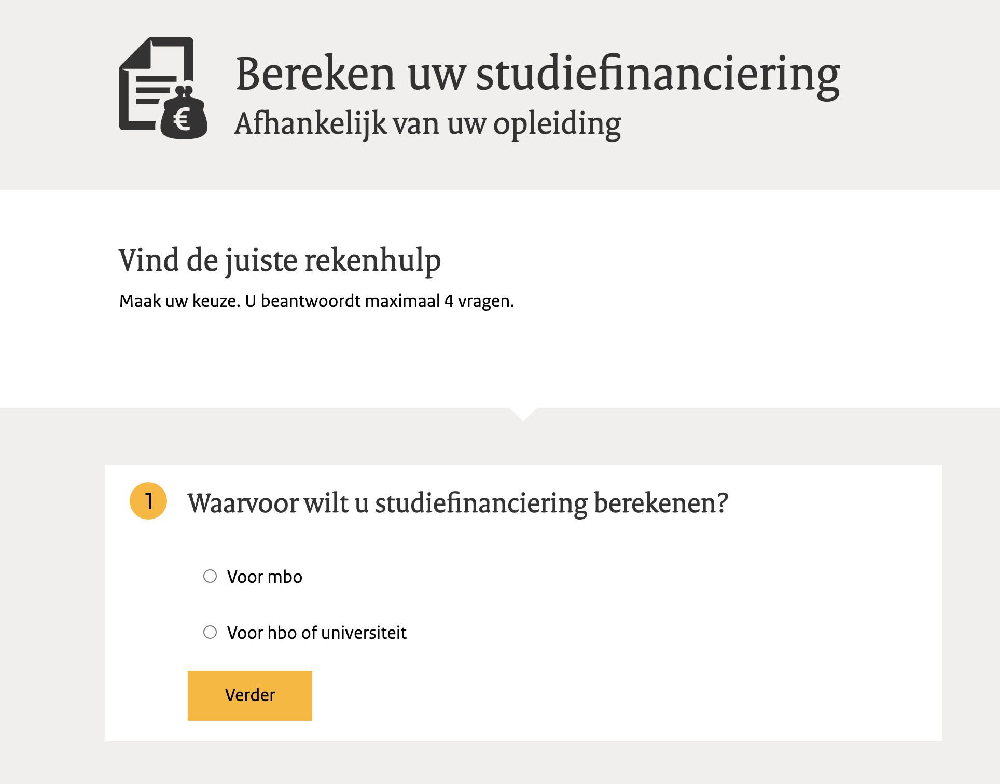 Bereken uw studiefinanciering
Afhankelijk van uw opleiding
€
Vind de juiste rekenhulp
Maak uw keuze. U beantwoordt maximaal 4 vragen.
1 Waarvoor wilt u studiefinanciering berekenen?
Voor mbo
Voor hbo of universiteit
Verder